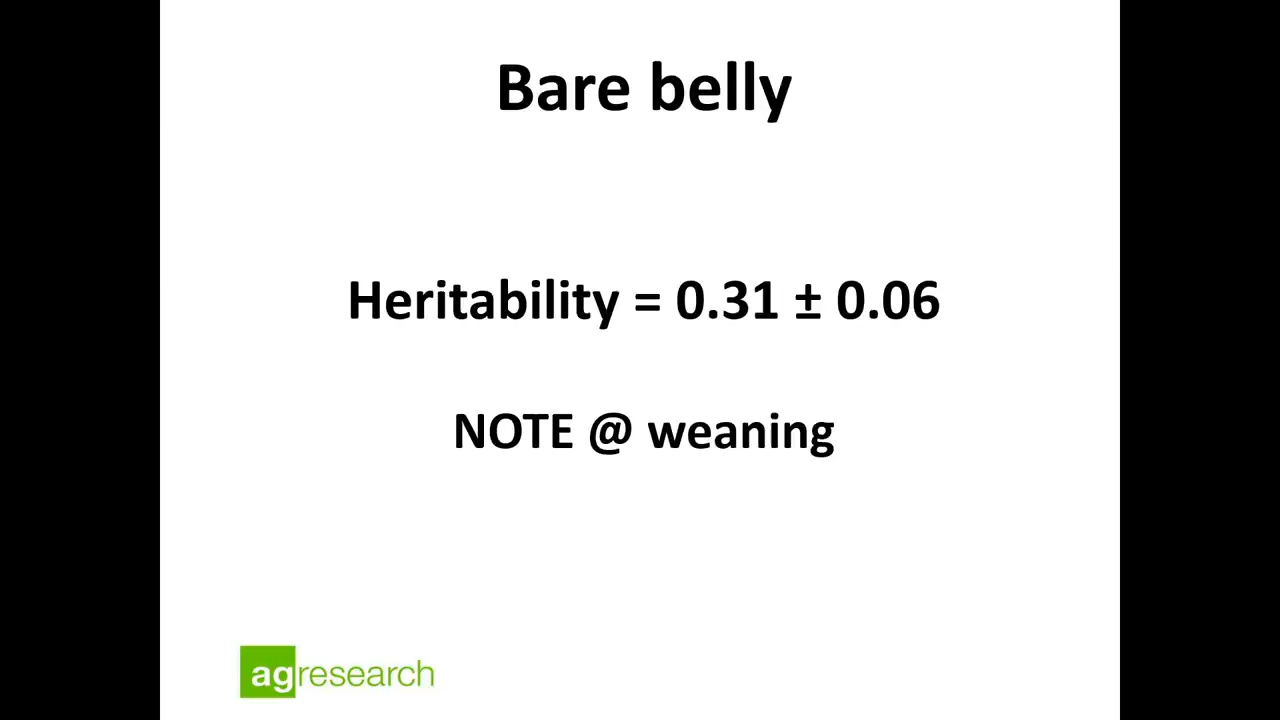 Bare belly
Heritability = 0.31 ± 0.06
NOTE @ weaning
agresearch